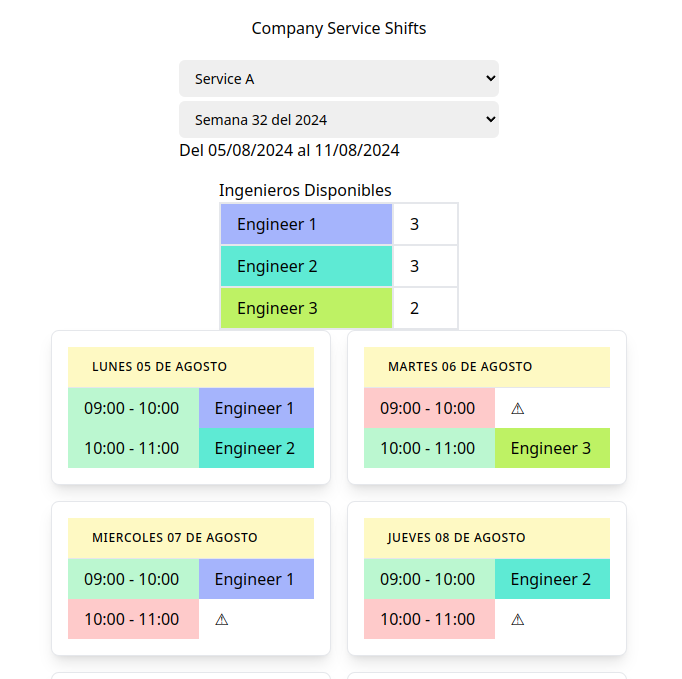 Company Service Shifts
Service A
Semana 32 del 2024
Del 05/08/2024 al 11/08/2024
Ingenieros Disponibles
Engineer 1 3
Engineer 2 3
Engineer 3 2
LUNES 05 DE AGOSTO
09:00 - 10:00 Engineer 1
10:00 - 11:00 Engineer 2
MARTES 06 DE AGOSTO
09:00 - 10:00 ⚠
10:00 - 11:00 Engineer 3
MIERCOLES 07 DE AGOSTO
09:00 - 10:00 Engineer 1
10:00 - 11:00 ⚠
JUEVES 08 DE AGOSTO
09:00 - 10:00 Engineer 2
10:00 - 11:00 ⚠